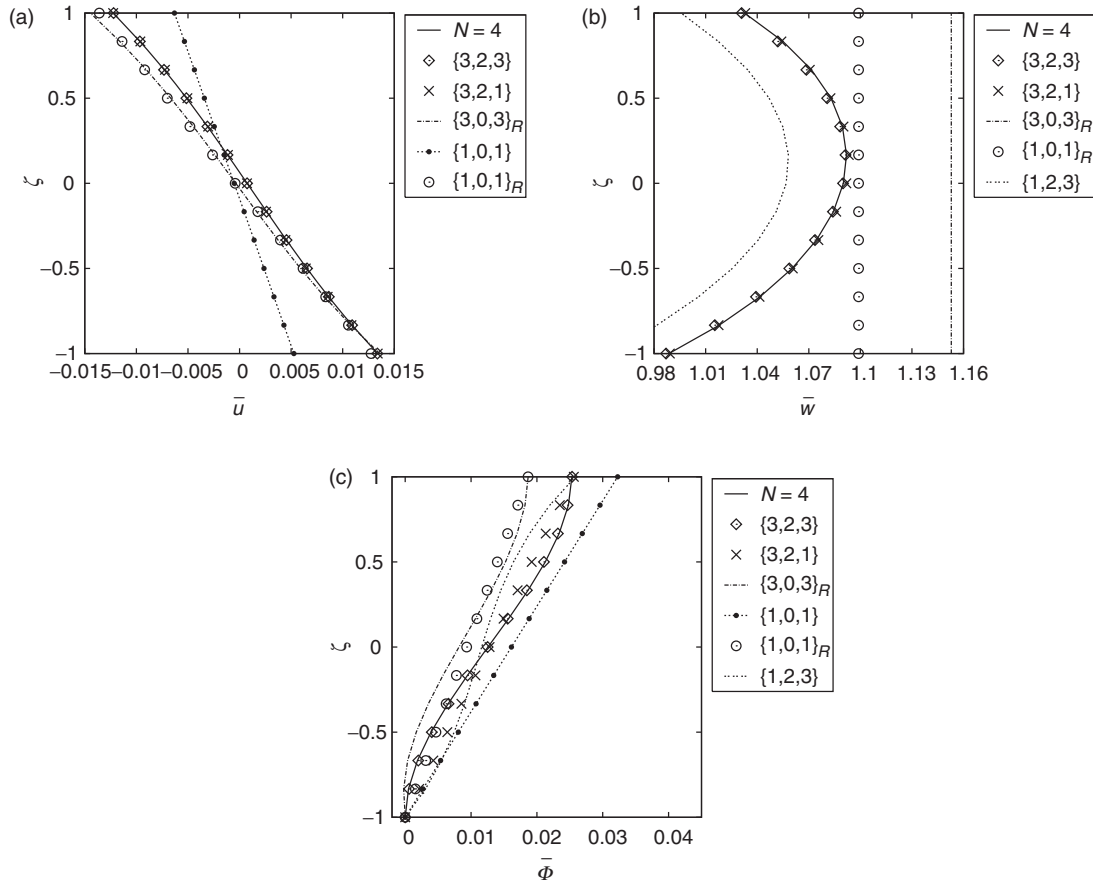 (a)
1
0.5
0
−0.5
−1
ζ
−0.015
−0.01
−0.005
0
0.005
0.01
0.015
u̅
N = 4
{3,2,3}
{3,2,1}
{3,0,3}R
{1,0,1}
{1,0,1}R
(b)
1
0.5
0
−0.5
−1
ζ
0.98
1.01
1.04
1.07
1.1
1.13
1.16
w̅
N = 4
{3,2,3}
{3,2,1}
{3,0,3}R
{1,0,1}R
{1,2,3}
(c)
1
0.5
0
−0.5
−1
ζ
0
0.01
0.02
0.03
0.04
Φ̅
N = 4
{3,2,3}
{3,2,1}
{3,0,3}R
{1,0,1}
{1,0,1}R
{1,2,3}